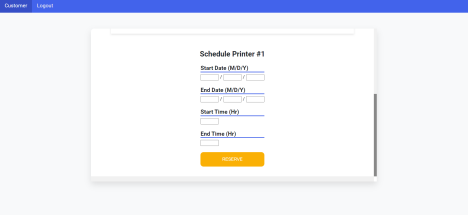 Customer Logout
Schedule Printer #1
Start Date (M/D/Y)
/ /
End Date (M/D/Y)
/ /
Start Time (Hr)
End Time (Hr)
RESERVE